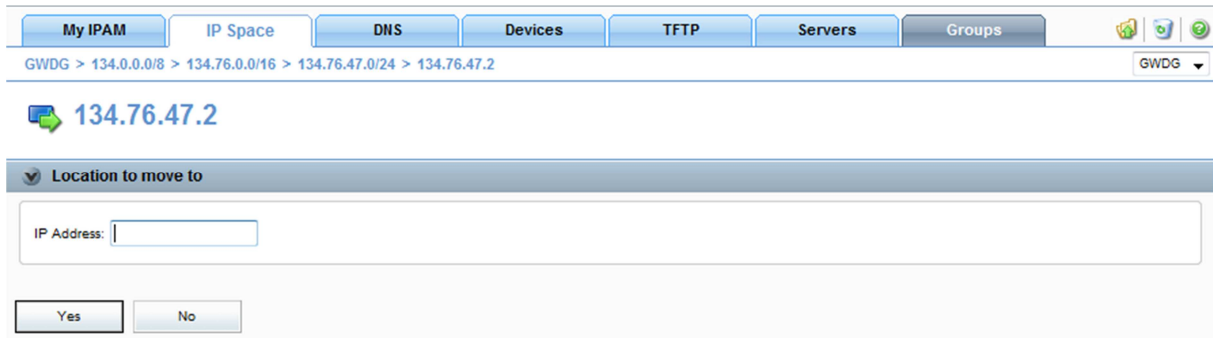 My IPAM IP Space DNS Devices TFTP Servers Groups
GWDG > 134.0.0.0/8 > 134.76.0.0/16 > 134.76.47.0/24 > 134.76.47.2 GWDG
134.76.47.2
Location to move to
IP Address:
Yes No